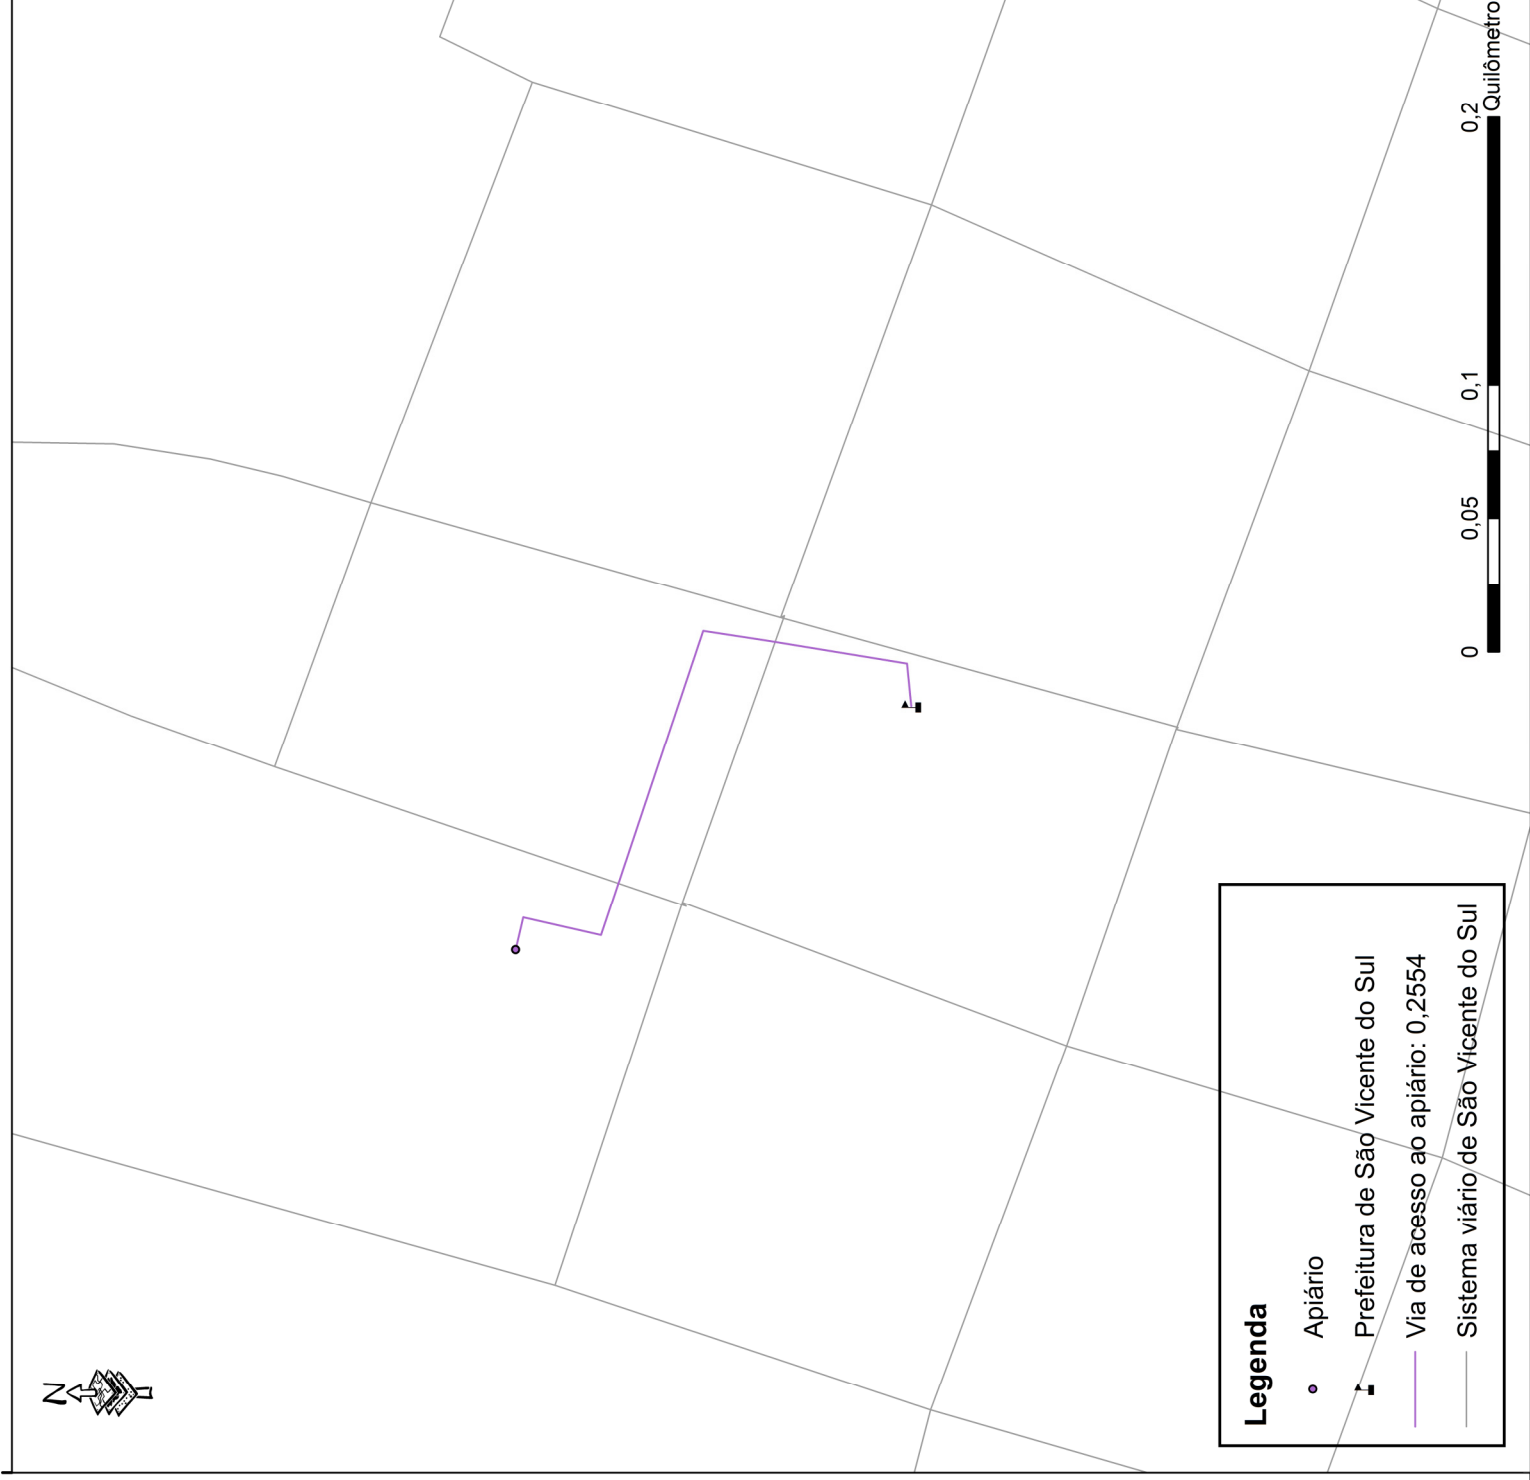 N
Legenda
Apiário
Prefeitura de São Vicente do Sul
Via de acesso ao apiário: 0,2554
Sistema viário de São Vicente do Sul
0 0,05 0,1 0,2
Quilômetro